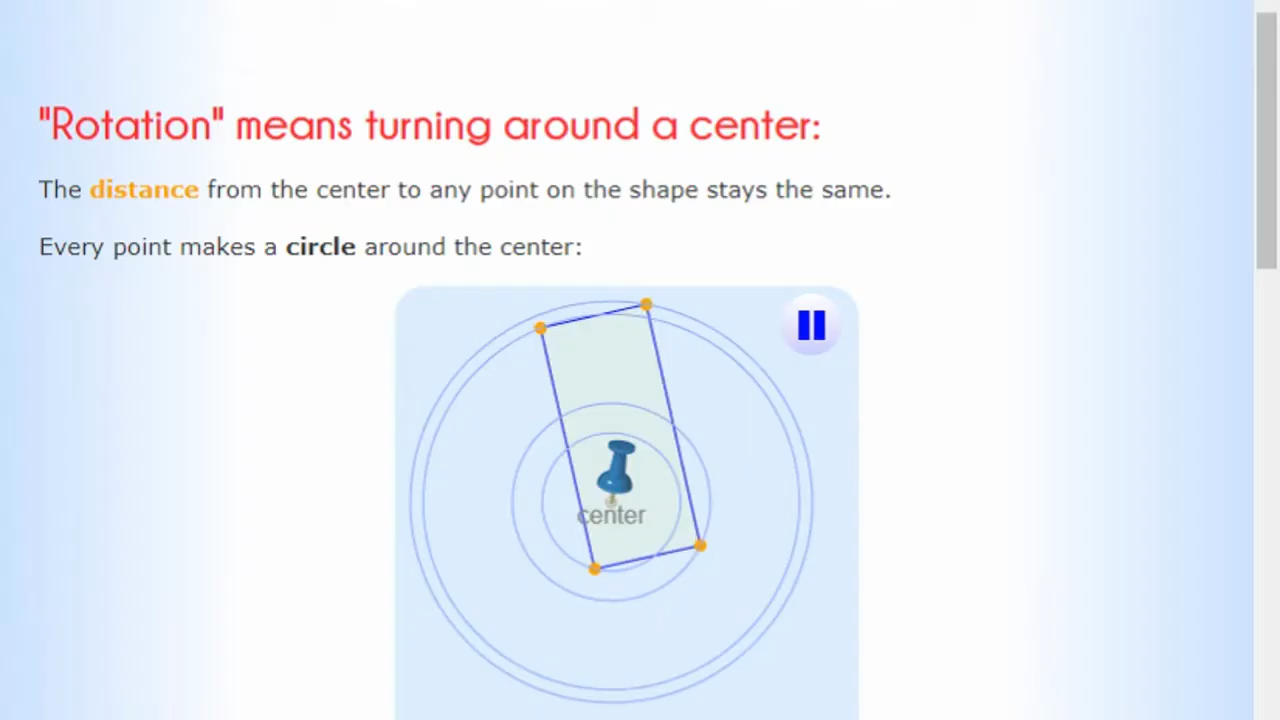 "Rotation" means turning around a center:
The distance from the center to any point on the shape stays the same.
Every point makes a circle around the center:
center